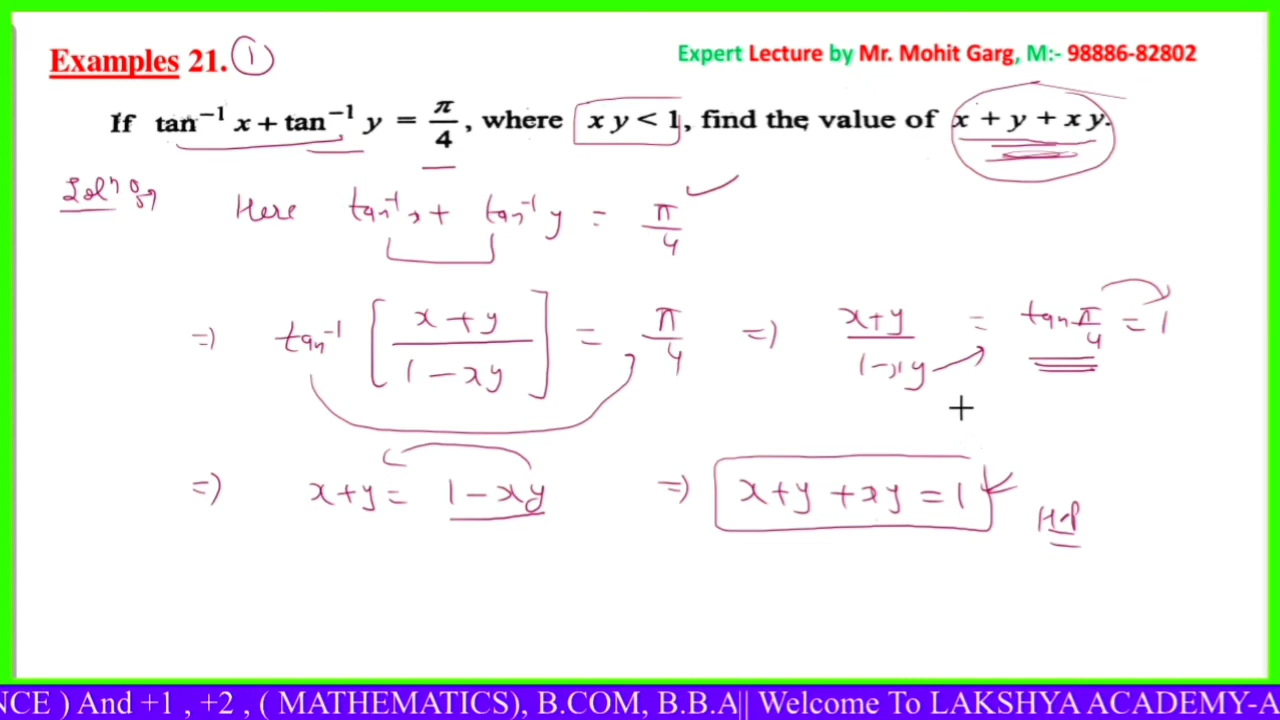 Examples 21. ①
Expert Lecture by Mr. Mohit Garg, M:- 98886-82802
If tan⁻¹ x + tan⁻¹ y = π/4, where x y < 1, find the value of x + y + x y.
Solⁿ Here tan⁻¹x + tan⁻¹y = π/4
=) tan⁻¹ [x+y / 1-xy] = π/4 =) x+y / 1-xy = tan π/4 = 1
=) x+y = 1-xy =) x+y+xy = 1
H.P
NCE ) And +1 , +2 , ( MATHEMATICS), B.COM, B.B.A|| Welcome To LAKSHYA ACADEMY-A